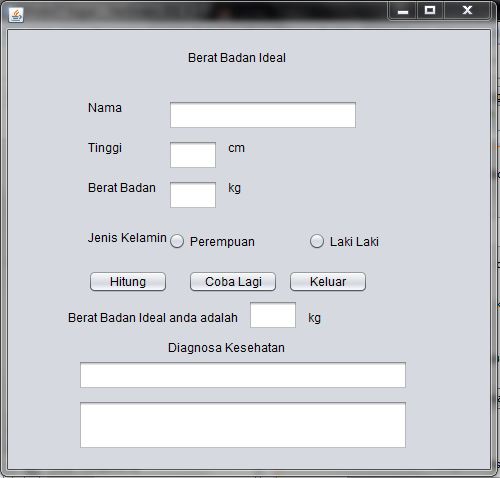 Berat Badan Ideal
Nama
Tinggi cm
Berat Badan kg
Jenis Kelamin Perempuan Laki Laki
Hitung Coba Lagi Keluar
Berat Badan Ideal anda adalah kg
Diagnosa Kesehatan